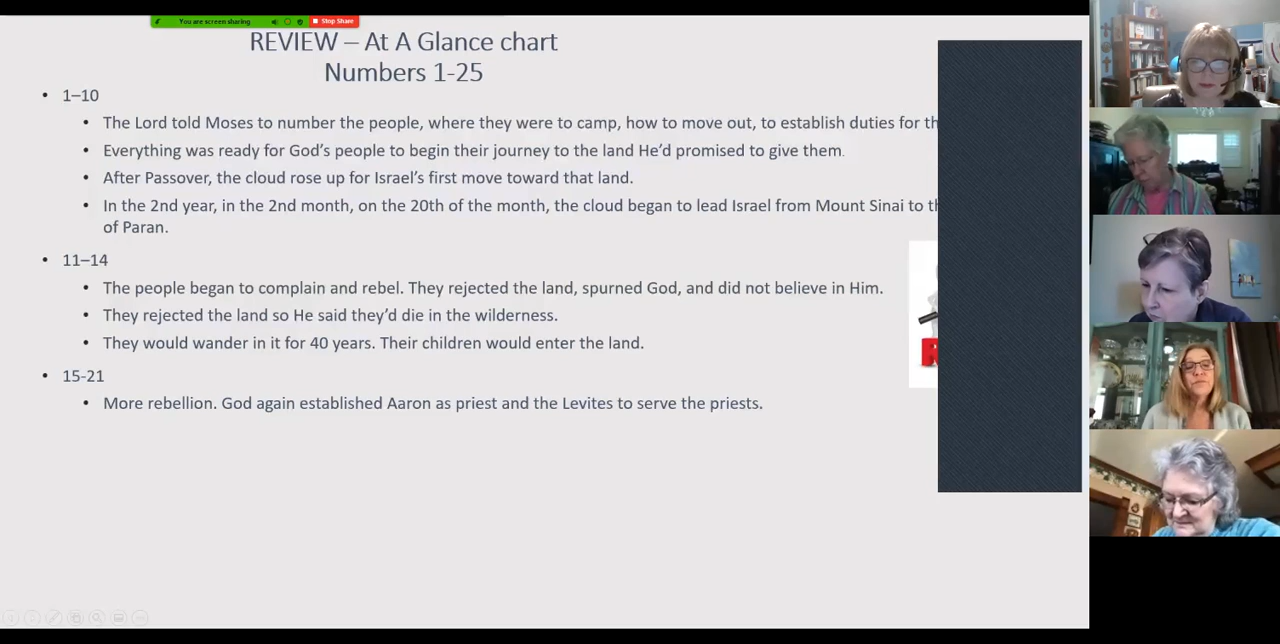 You are screen sharing
Stop Share
REVIEW – At A Glance chart
Numbers 1-25
• 1–10
• The Lord told Moses to number the people, where they were to camp, how to move out, to establish duties for
• Everything was ready for God's people to begin their journey to the land He'd promised to give them.
• After Passover, the cloud rose up for Israel's first move toward that land.
• In the 2nd year, in the 2nd month, on the 20th of the month, the cloud began to lead Israel from Mount Sinai to
of Paran.
• 11–14
• The people began to complain and rebel. They rejected the land, spurned God, and did not believe in Him.
• They rejected the land so He said they'd die in the wilderness.
• They would wander in it for 40 years. Their children would enter the land.
• 15-21
• More rebellion. God again established Aaron as priest and the Levites to serve the priests.